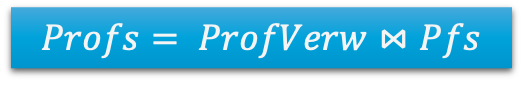 Profs = ProfVerw ⋈ Pfs